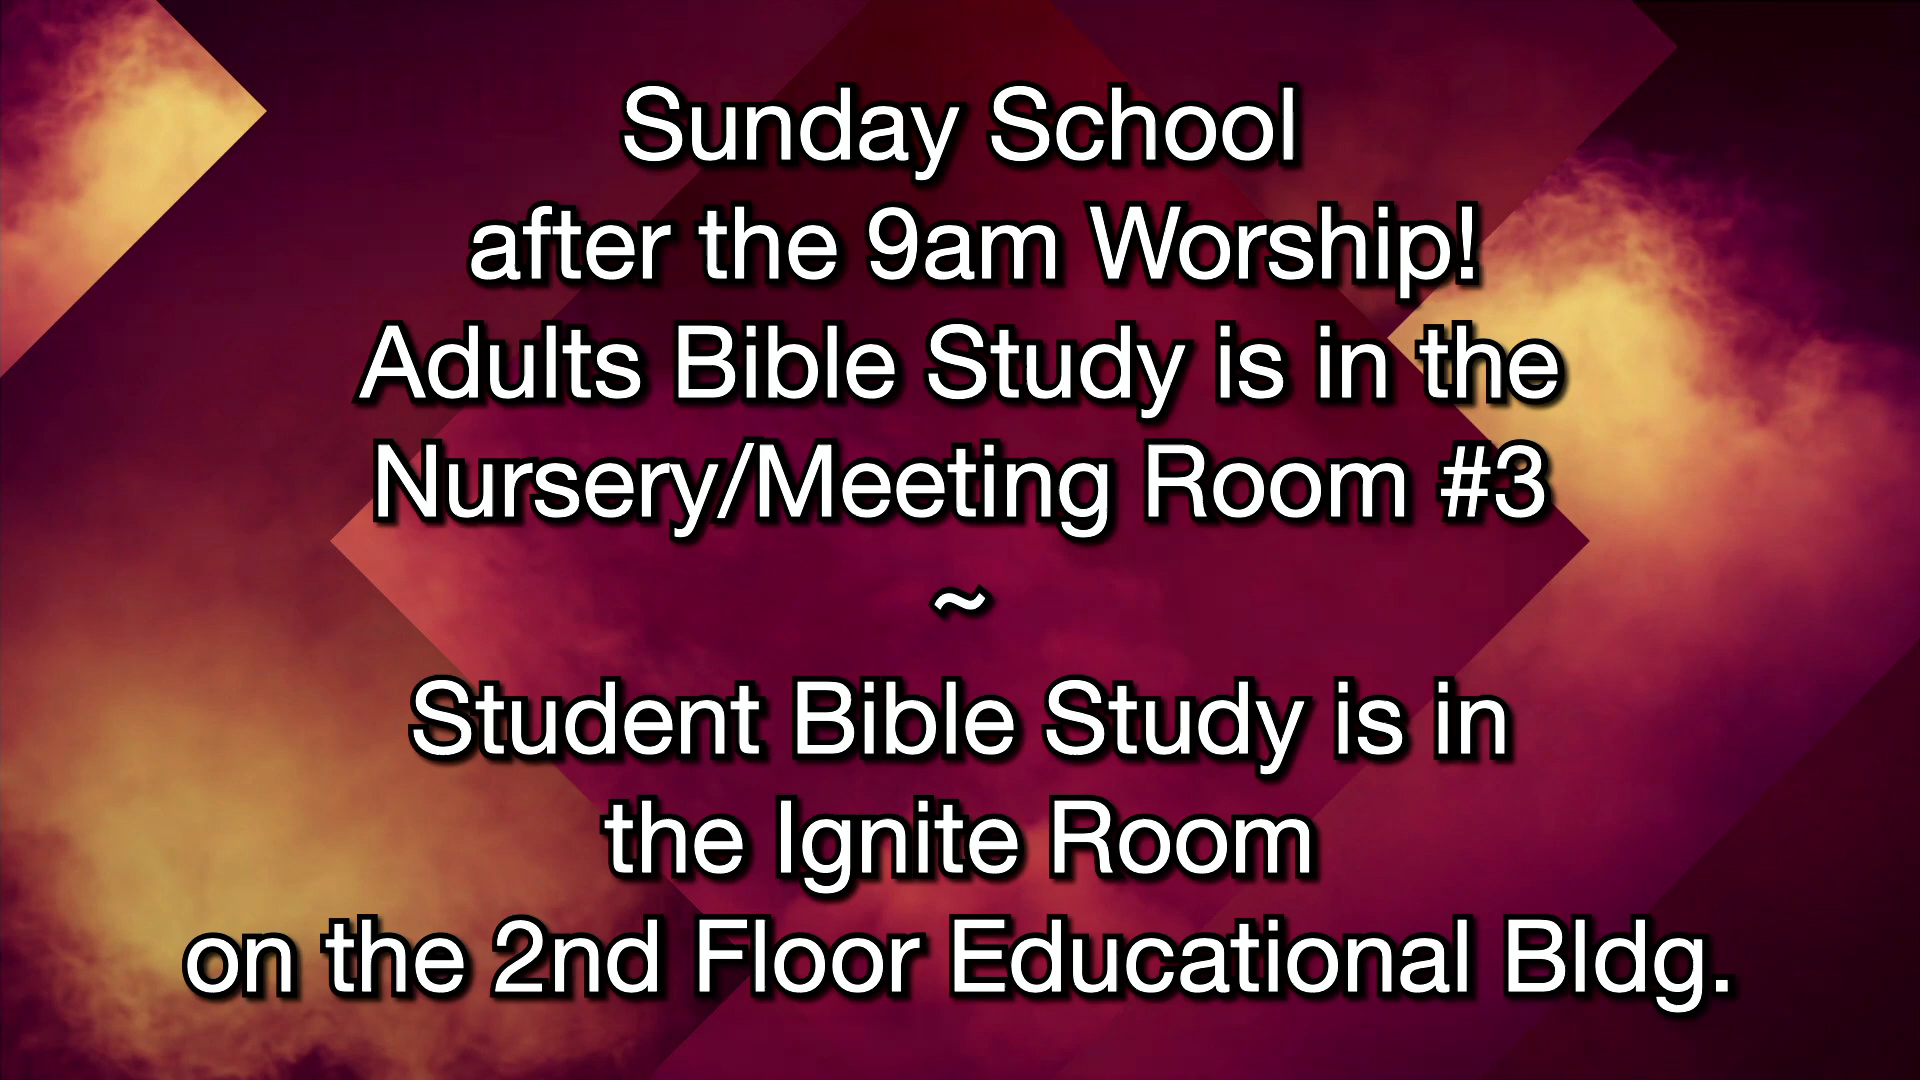 Sunday School
after the 9am Worship!
Adults Bible Study is in the
Nursery/Meeting Room #3
~
Student Bible Study is in
the Ignite Room
on the 2nd Floor Educational Bldg.